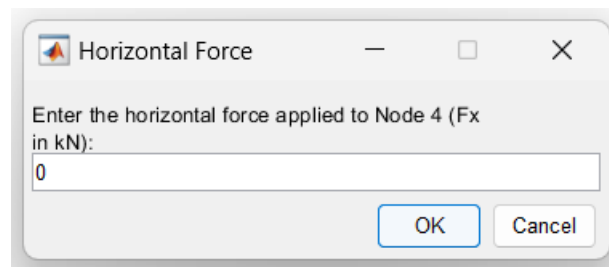 Horizontal Force
Enter the horizontal force applied to Node 4 (Fx
in kN):
0
OK Cancel